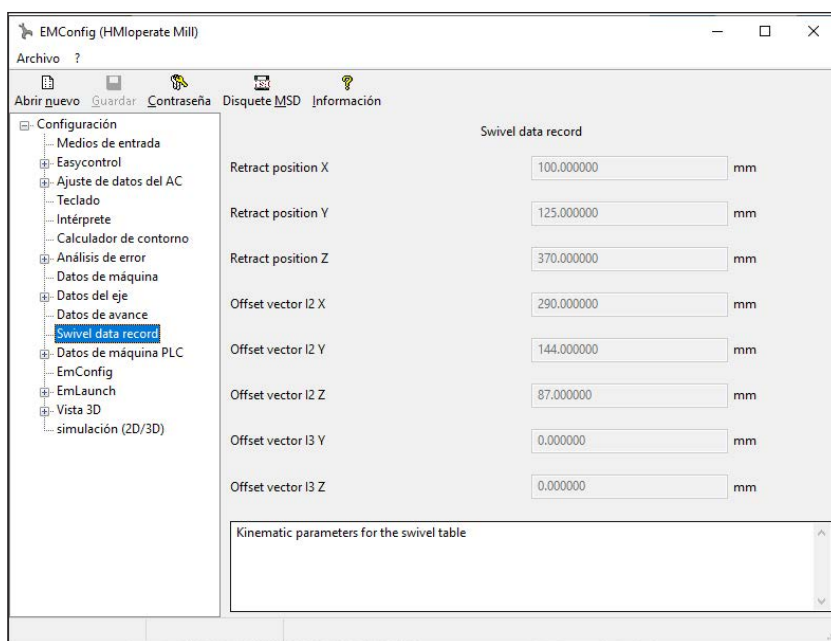 EMConfig (HMIoperate Mill)
Archivo ?
Abrir nuevo Guardar Contraseña Disquete MSD Información
Configuración
Medios de entrada
Easycontrol
Ajuste de datos del AC
Teclado
Intérprete
Calculador de contorno
Análisis de error
Datos de máquina
Datos del eje
Datos de avance
Swivel data record
Datos de máquina PLC
EmConfig
EmLaunch
Vista 3D
simulación (2D/3D)
Swivel data record
Retract position X 100.000000 mm
Retract position Y 125.000000 mm
Retract position Z 370.000000 mm
Offset vector I2 X 290.000000 mm
Offset vector I2 Y 144.000000 mm
Offset vector I2 Z 87.000000 mm
Offset vector I3 Y 0.000000 mm
Offset vector I3 Z 0.000000 mm
Kinematic parameters for the swivel table